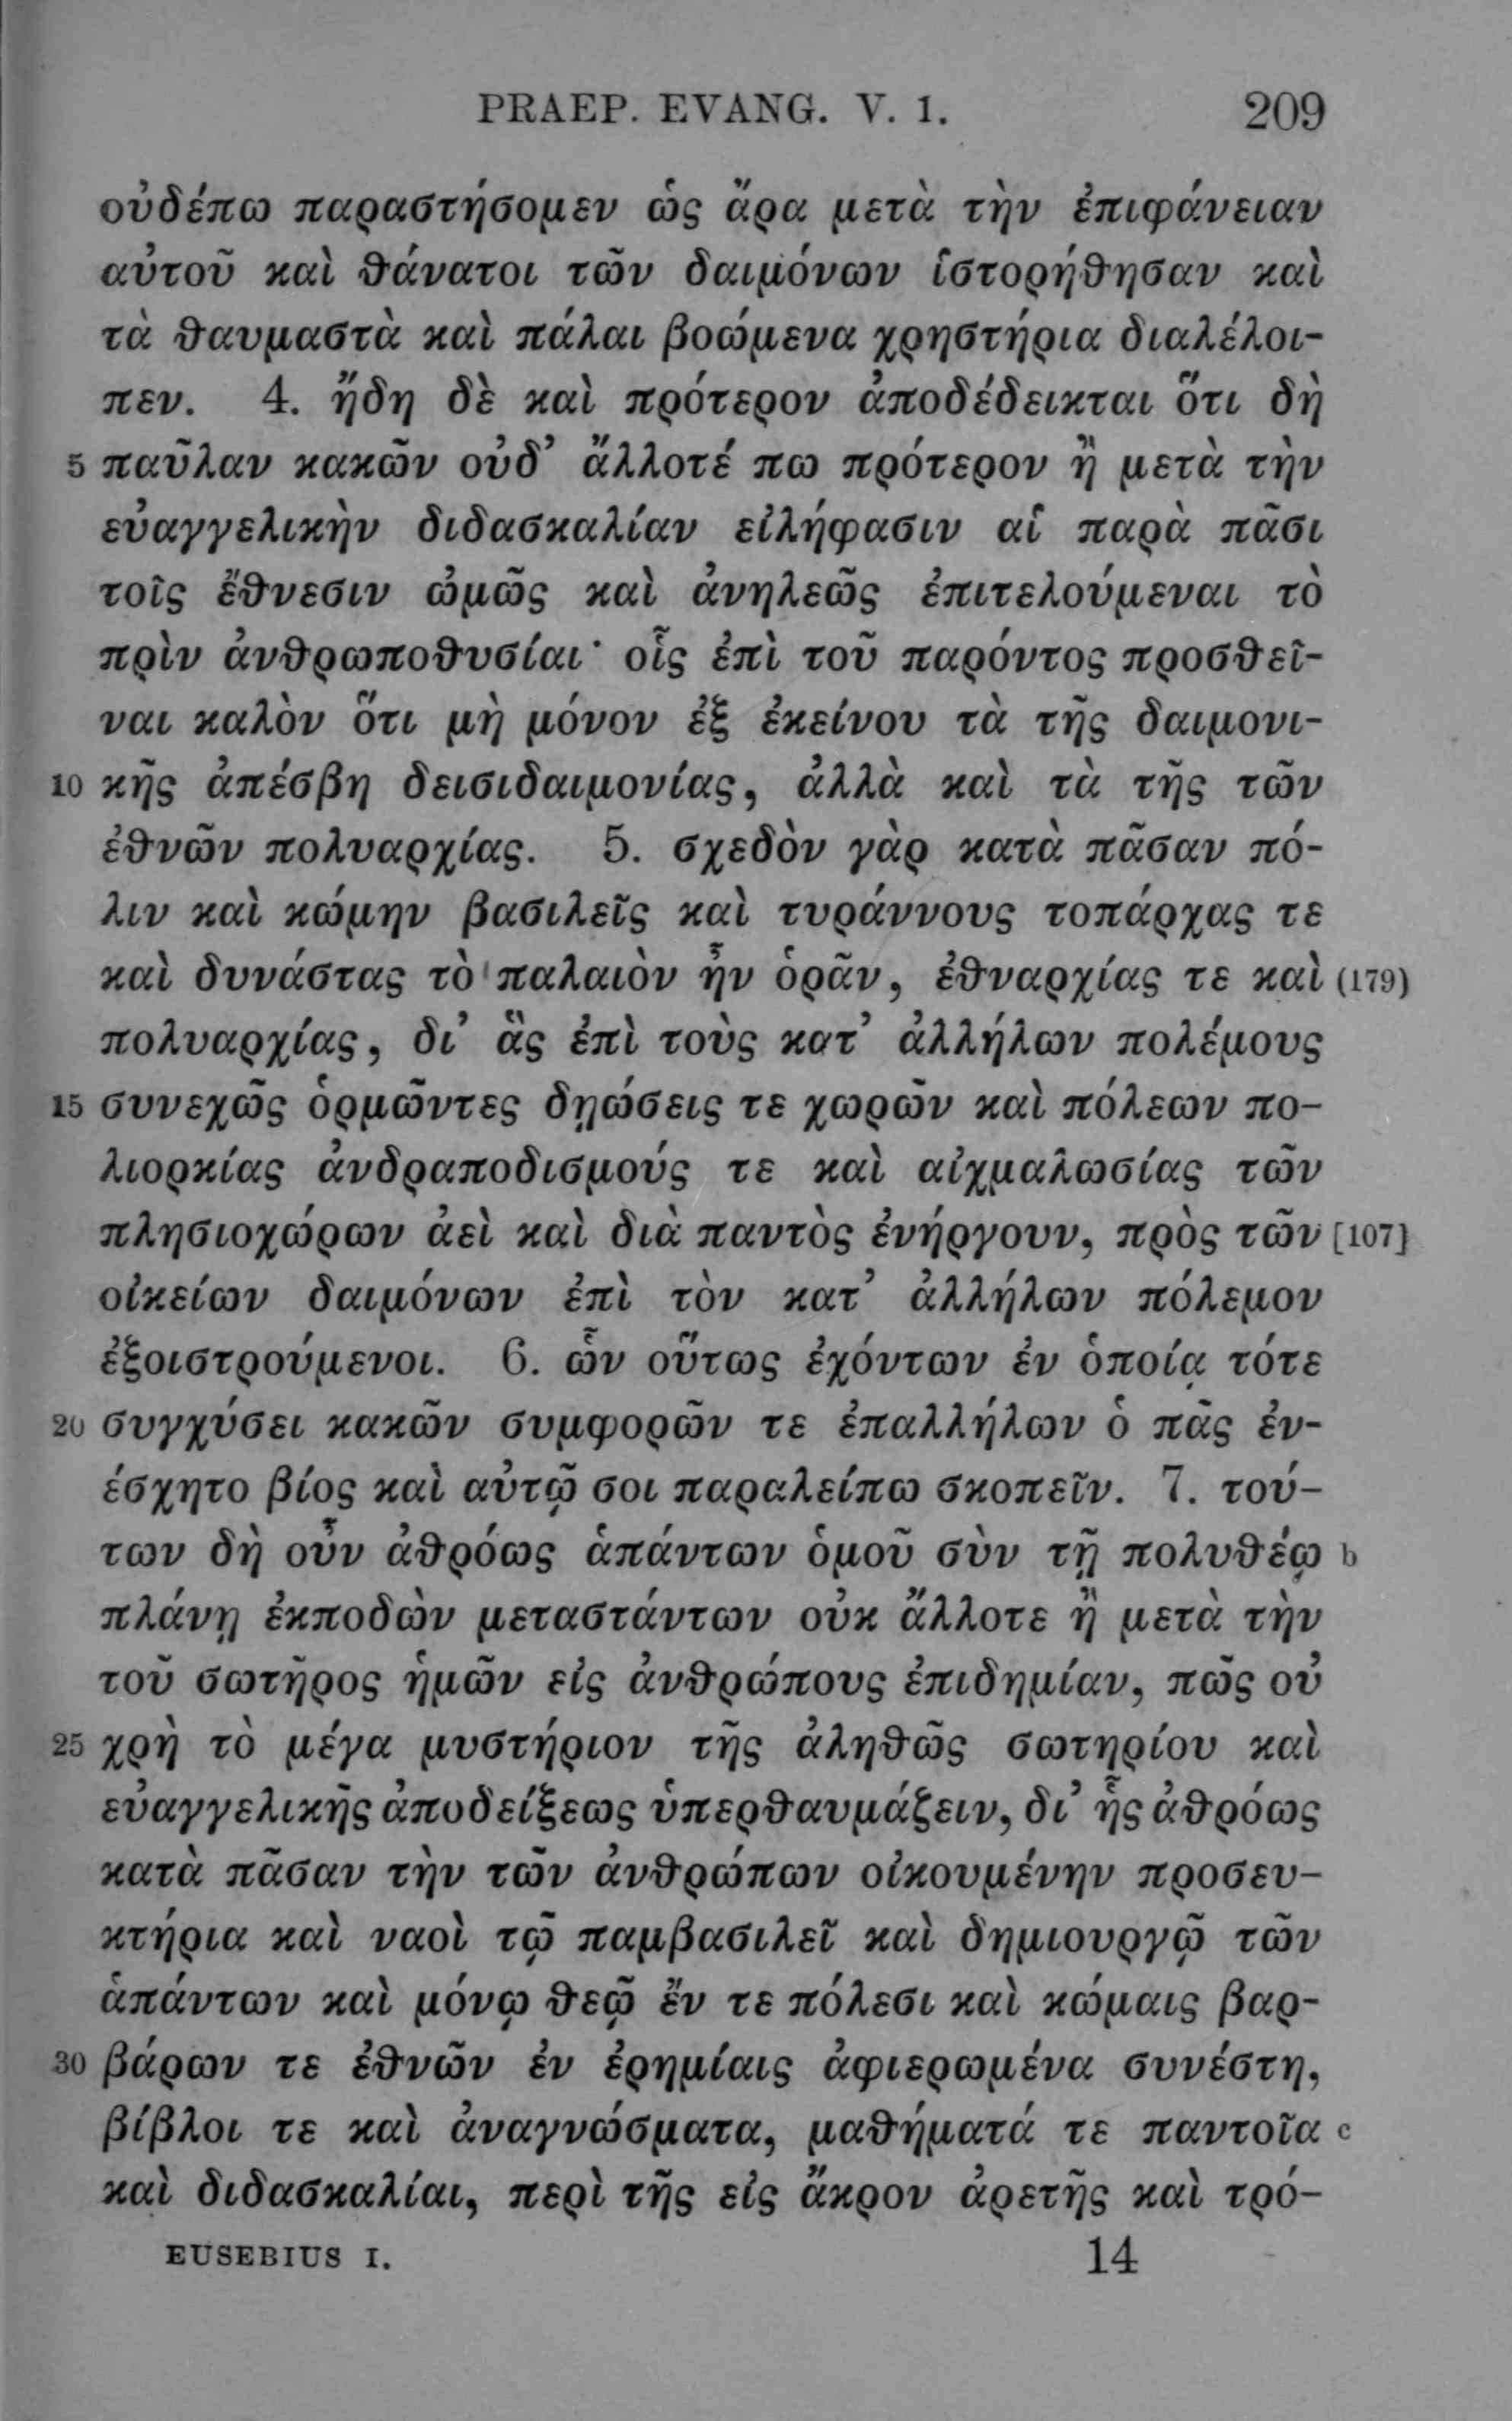 PRAEP. EVANG. V. 1. 209
οὐδέπω παραστήσομεν ὡς ἄρα μετὰ τὴν ἐπιφάνειαν
αὐτοῦ καὶ θάνατοι τῶν δαιμόνων ἱστορήθησαν καὶ
τὰ θαυμαστὰ καὶ πάλαι βοώμενα χρηστήρια διαλέλοι-
πεν. 4. ἤδη δὲ καὶ πρότερον ἀποδέδεικται ὅτι δὴ
5 παῦλαν κακῶν οὐδ’ ἄλλοτέ πω πρότερον ἢ μετὰ τὴν
εὐαγγελικὴν διδασκαλίαν εἰλήφασιν αἱ παρὰ πᾶσι
τοῖς ἔθνεσιν ὠμῶς καὶ ἀνηλεῶς ἐπιτελούμεναι τὸ
πρὶν ἀνθρωποθυσίαι· οἷς ἐπὶ τοῦ παρόντος προσθεῖ-
ναι καλὸν ὅτι μὴ μόνον ἐξ ἐκείνου τὰ τῆς δαιμονι-
10 κῆς ἀπέσβη δεισιδαιμονίας, ἀλλὰ καὶ τὰ τῆς τῶν
ἐθνῶν πολυαρχίας. 5. σχεδὸν γὰρ κατὰ πᾶσαν πό-
λιν καὶ κώμην βασιλεῖς καὶ τυράννους τοπάρχας τε
καὶ δυνάστας τὸ παλαιὸν ἦν ὁρᾶν, ἐθναρχίας τε καὶ (179)
πολυαρχίας, δι’ ἃς ἐπὶ τοὺς κατ’ ἀλλήλων πολέμους
15 συνεχῶς ὁρμῶντες δῃώσεις τε χωρῶν καὶ πόλεων πο-
λιορκίας ἀνδραποδισμούς τε καὶ αἰχμαλωσίας τῶν
πλησιοχώρων ἀεὶ καὶ διὰ παντὸς ἐνήργουν, πρὸς τῶν [107]
οἰκείων δαιμόνων ἐπὶ τὸν κατ’ ἀλλήλων πόλεμον
ἐξοιστρούμενοι. 6. ὧν οὕτως ἐχόντων ἐν ὁποίᾳ τότε
20 συγχύσει κακῶν συμφορῶν τε ἐπαλλήλων ὁ πᾶς ἐν-
έσχητο βίος καὶ αὐτῷ σοι παραλείπω σκοπεῖν. 7. τού-
των δὴ οὖν ἀθρόως ἁπάντων ὁμοῦ σὺν τῇ πολυθέῳ b
πλάνῃ ἐκποδὼν μεταστάντων οὐκ ἄλλοτε ἢ μετὰ τὴν
τοῦ σωτῆρος ἡμῶν εἰς ἀνθρώπους ἐπιδημίαν, πῶς οὐ
25 χρὴ τὸ μέγα μυστήριον τῆς ἀληθῶς σωτηρίου καὶ
εὐαγγελικῆς ἀποδείξεως ὑπερθαυμάζειν, δι’ ἧς ἀθρόως
κατὰ πᾶσαν τὴν τῶν ἀνθρώπων οἰκουμένην προσευ-
κτήρια καὶ ναοὶ τῷ παμβασιλεῖ καὶ δημιουργῷ τῶν
ἁπάντων καὶ μόνῳ θεῷ ἔν τε πόλεσι καὶ κώμαις βαρ-
30 βάρων τε ἐθνῶν ἐν ἐρημίαις ἀφιερωμένα συνέστη,
βίβλοι τε καὶ ἀναγνώσματα, μαθήματά τε παντοῖα c
καὶ διδασκαλίαι, περὶ τῆς εἰς ἄκρον ἀρετῆς καὶ τρό-
EUSEBIUS I. 14